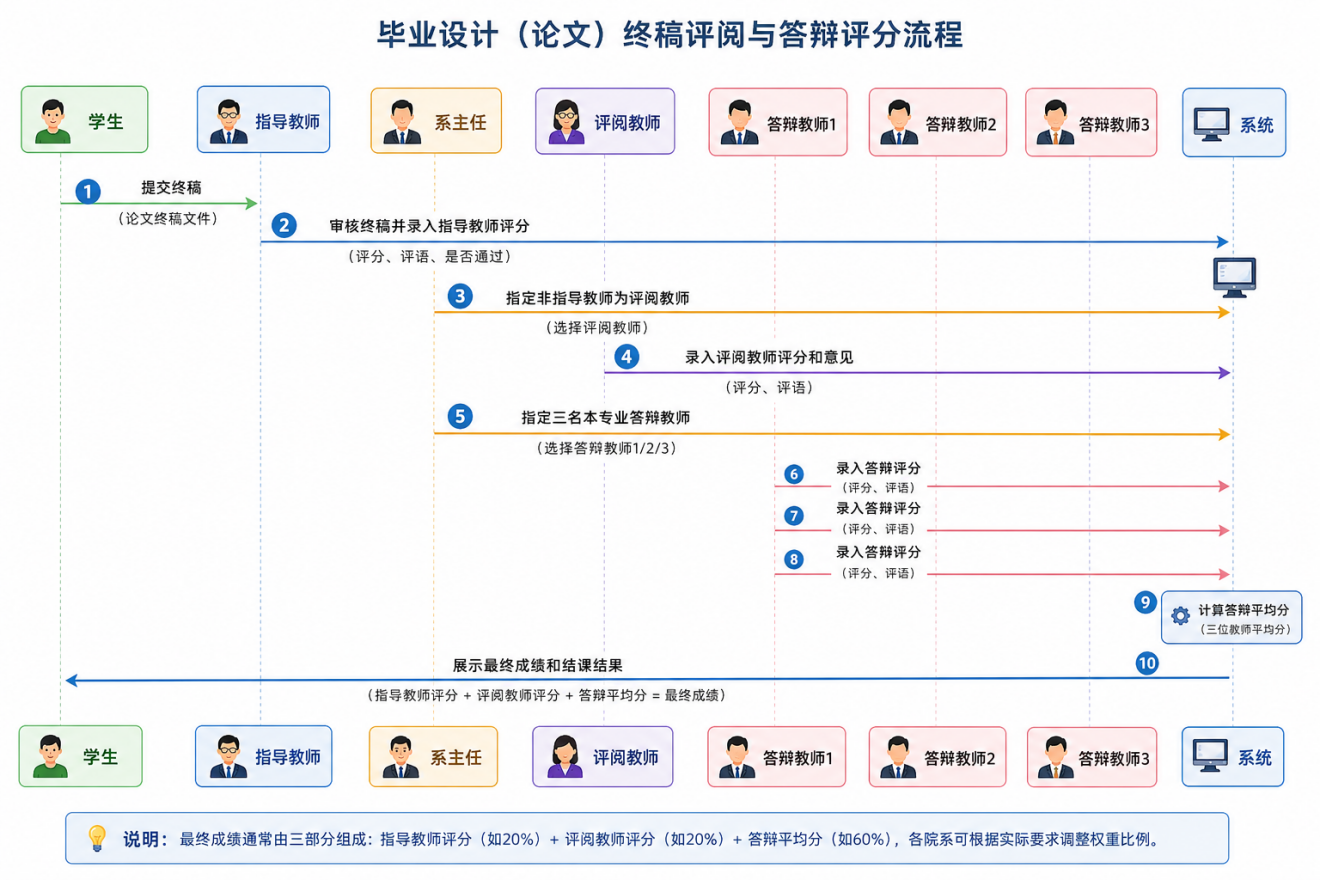 毕业设计（论文）终稿评阅与答辩评分流程
学生
指导教师
系主任
评阅教师
答辩教师1
答辩教师2
答辩教师3
系统
1
提交终稿
（论文终稿文件）
2
审核终稿并录入指导教师评分
（评分、评语、是否通过）
3
指定非指导教师为评阅教师
（选择评阅教师）
4
录入评阅教师评分和意见
（评分、评语）
5
指定三名本专业答辩教师
（选择答辩教师1/2/3）
6
录入答辩评分
（评分、评语）
7
录入答辩评分
（评分、评语）
8
录入答辩评分
（评分、评语）
9
计算答辩平均分
（三位教师平均分）
10
展示最终成绩和结课结果
（指导教师评分 + 评阅教师评分 + 答辩平均分 = 最终成绩）
学生
指导教师
系主任
评阅教师
答辩教师1
答辩教师2
答辩教师3
系统
说明：最终成绩通常由三部分组成：指导教师评分（如20%）+ 评阅教师评分（如20%）+ 答辩平均分（如60%），各院系可根据实际要求调整权重比例。